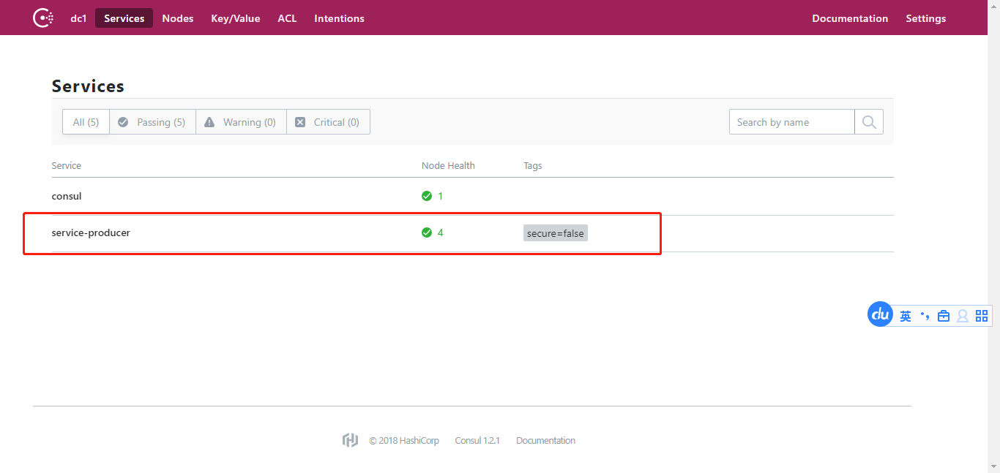 dc1 Services Nodes Key/Value ACL Intentions Documentation Settings
Services
All (5) Passing (5) Warning (0) Critical (0) Search by name
Service Node Health Tags
consul 1
service-producer 4 secure=false
du 英 •,
© 2018 HashiCorp Consul 1.2.1 Documentation